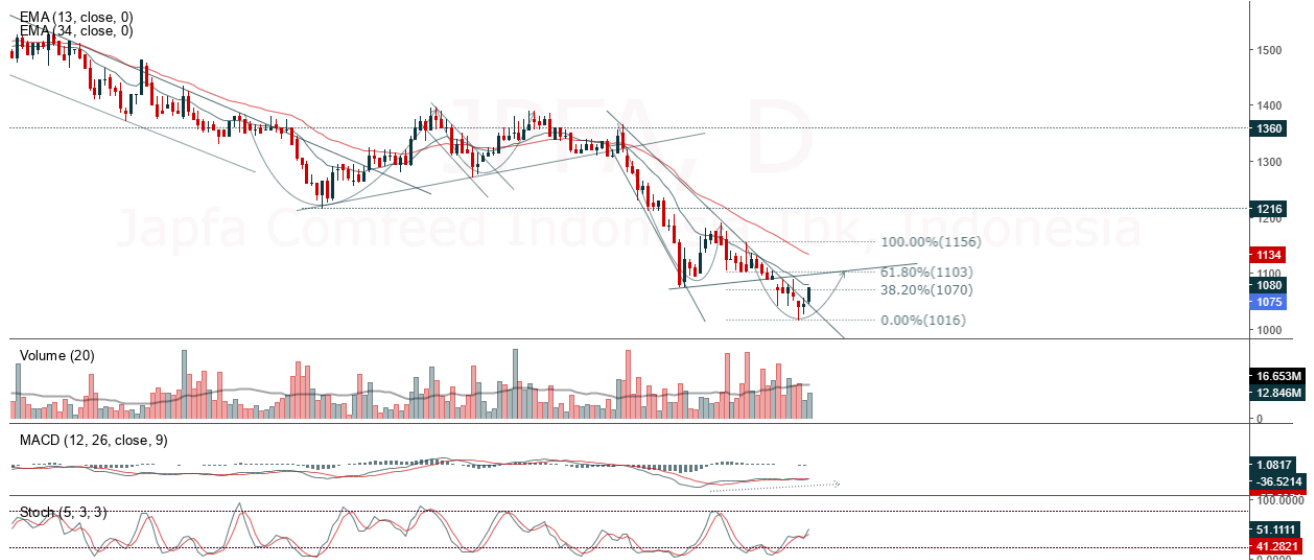 EMA (13, close, 0)
EMA (34, close, 0)
JPFA, D
Japfa Comfeed Indonesia Tbk, Indonesia
1500
1400
1360
1300
1216
1200
1134
1100
1080
1075
1000
100.00%(1156)
61.80%(1103)
38.20%(1070)
0.00%(1016)
Volume (20)
16.653M
12.846M
0
MACD (12, 26, close, 9)
1.0817
-36.5214
Stoch (5, 3, 3)
100.0000
51.1111
41.2821
0.0000